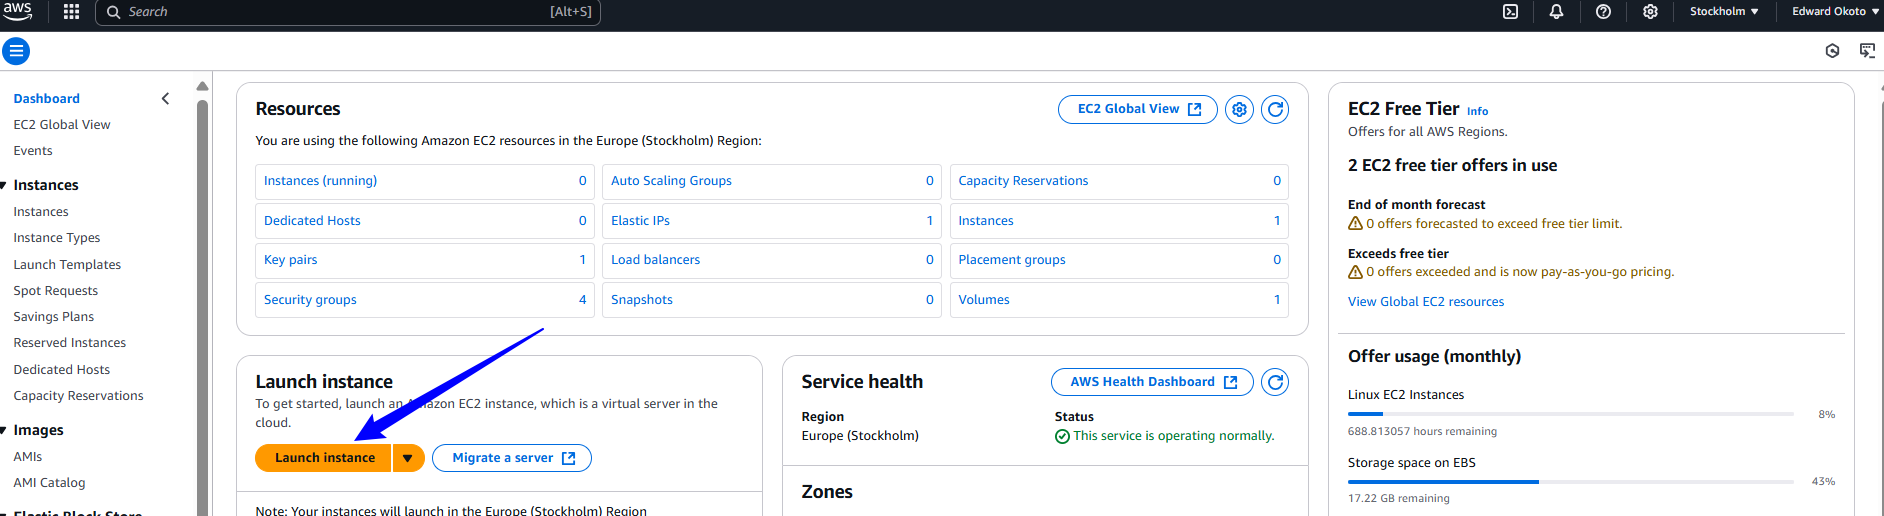 aws
Search
[Alt+S]
Stockholm
Edward Okoto
Dashboard
EC2 Global View
Events
Instances
Instances
Instance Types
Launch Templates
Spot Requests
Savings Plans
Reserved Instances
Dedicated Hosts
Capacity Reservations
Images
AMIs
AMI Catalog
Elastic Block Store
Resources
EC2 Global View
You are using the following Amazon EC2 resources in the Europe (Stockholm) Region:
Instances (running) 0
Auto Scaling Groups 0
Capacity Reservations 0
Dedicated Hosts 0
Elastic IPs 1
Instances 1
Key pairs 1
Load balancers 0
Placement groups 0
Security groups 4
Snapshots 0
Volumes 1
Launch instance
To get started, launch an Amazon EC2 instance, which is a virtual server in the
cloud.
Launch instance
Migrate a server
Note: Your instances will launch in the Europe (Stockholm) Region
Service health
AWS Health Dashboard
Region
Europe (Stockholm)
Status
This service is operating normally.
Zones
EC2 Free Tier Info
Offers for all AWS Regions.
2 EC2 free tier offers in use
End of month forecast
0 offers forecasted to exceed free tier limit.
Exceeds free tier
0 offers exceeded and is now pay-as-you-go pricing.
View Global EC2 resources
Offer usage (monthly)
Linux EC2 Instances
8%
688.813057 hours remaining
Storage space on EBS
43%
17.22 GB remaining